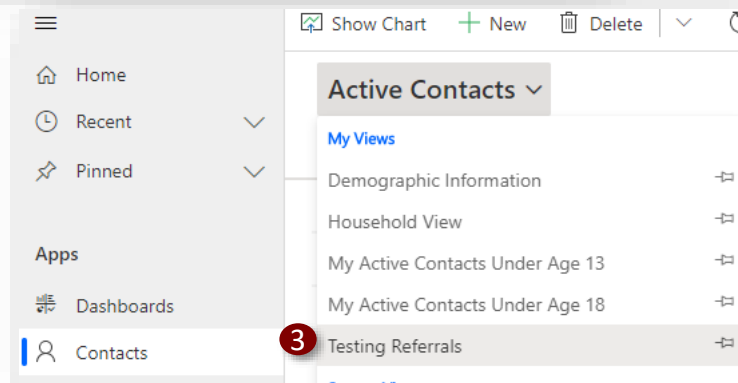 Show Chart New Delete
Home
Active Contacts
Recent
My Views
Pinned
Demographic Information
Household View
Apps
My Active Contacts Under Age 13
Dashboards
My Active Contacts Under Age 18
Contacts
3 Testing Referrals